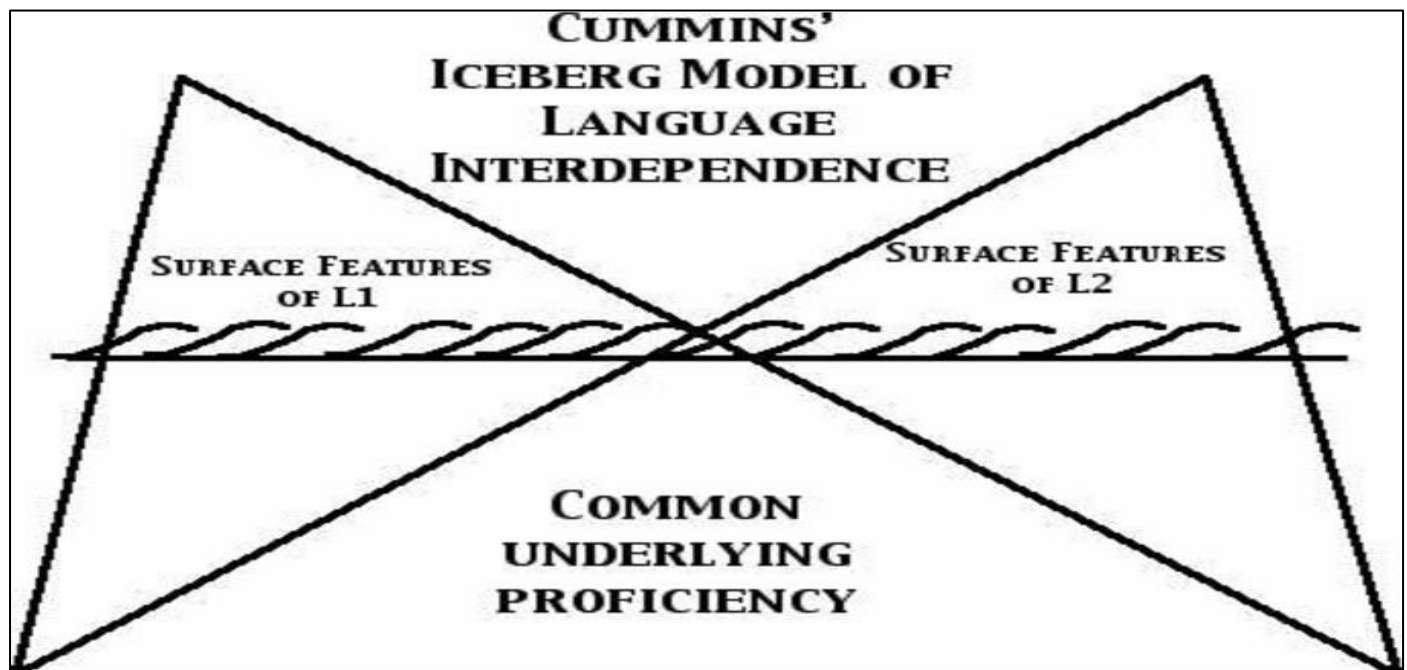 CUMMINS'
ICEBERG MODEL OF
LANGUAGE
INTERDEPENDENCE
SURFACE FEATURES
OF L1
SURFACE FEATURES
OF L2
COMMON
UNDERLYING
PROFICIENCY